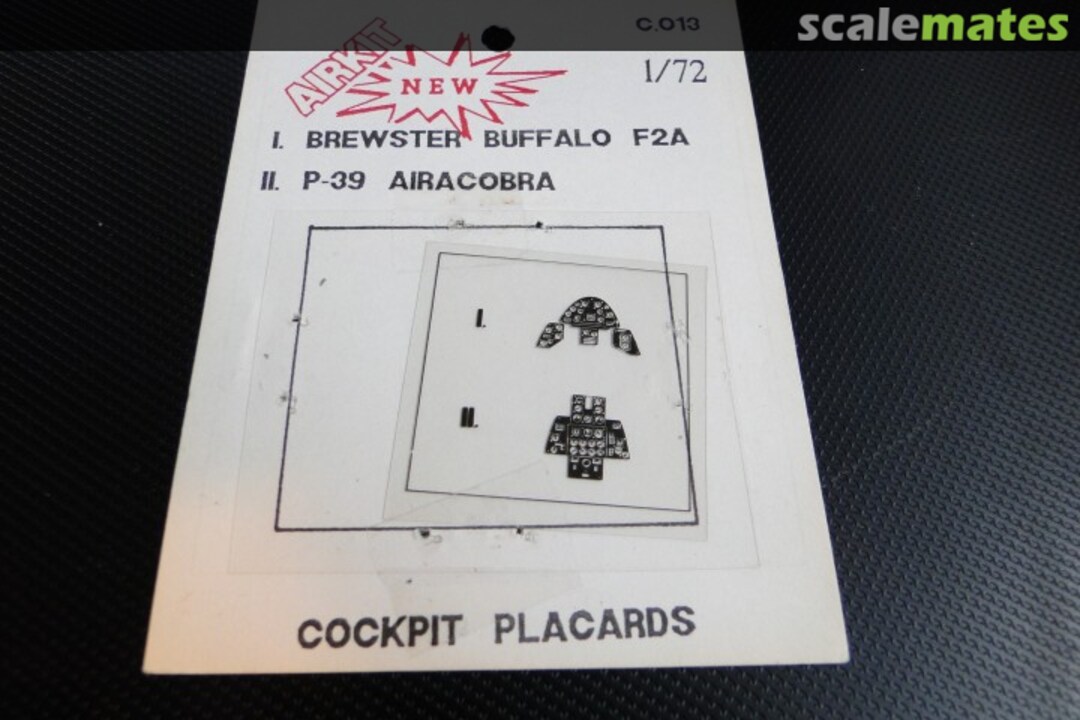 scalemates
C.013
AIRKIT
NEW
1/72
I. BREWSTER BUFFALO F2A
II. P-39 AIRACOBRA
I.
II.
COCKPIT PLACARDS